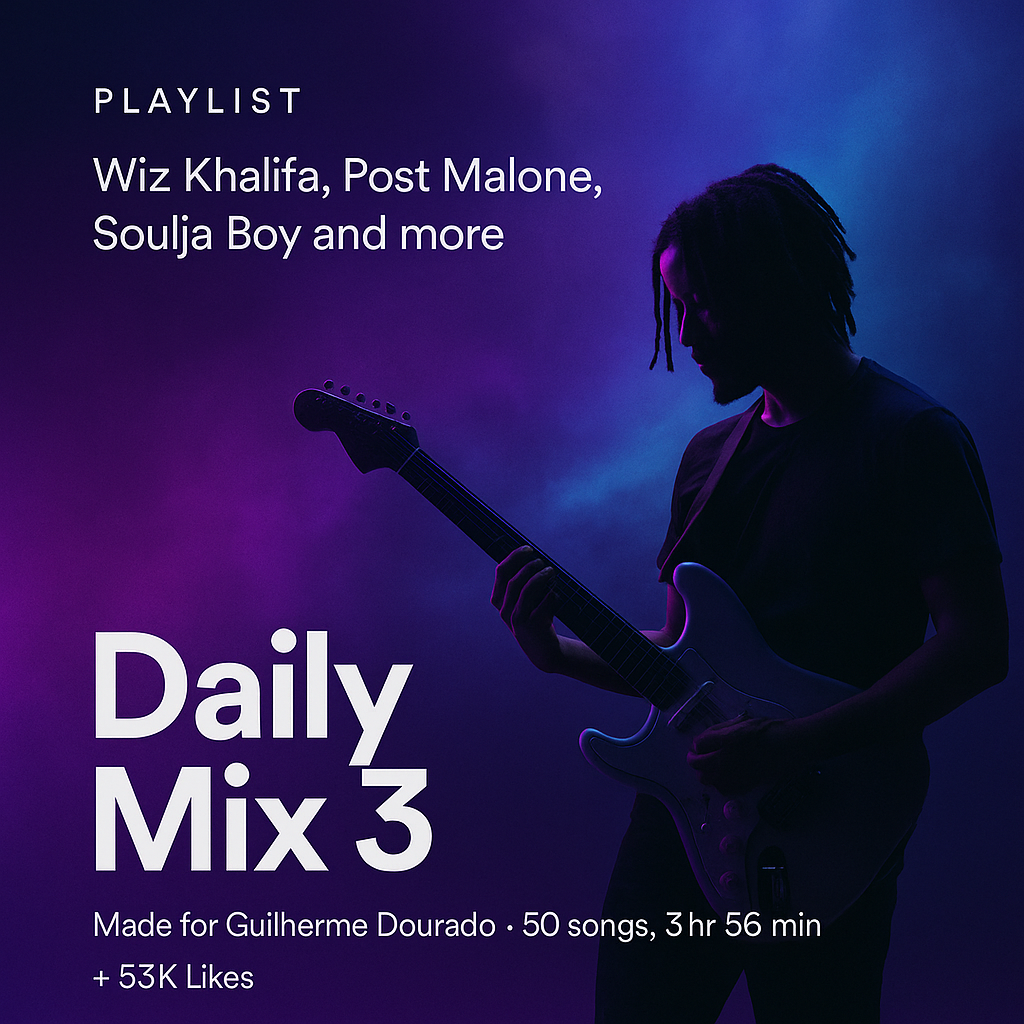 PLAYLIST
Wiz Khalifa, Post Malone,
Soulja Boy and more
Daily
Mix 3
Made for Guilherme Dourado · 50 songs, 3 hr 56 min
+ 53K Likes